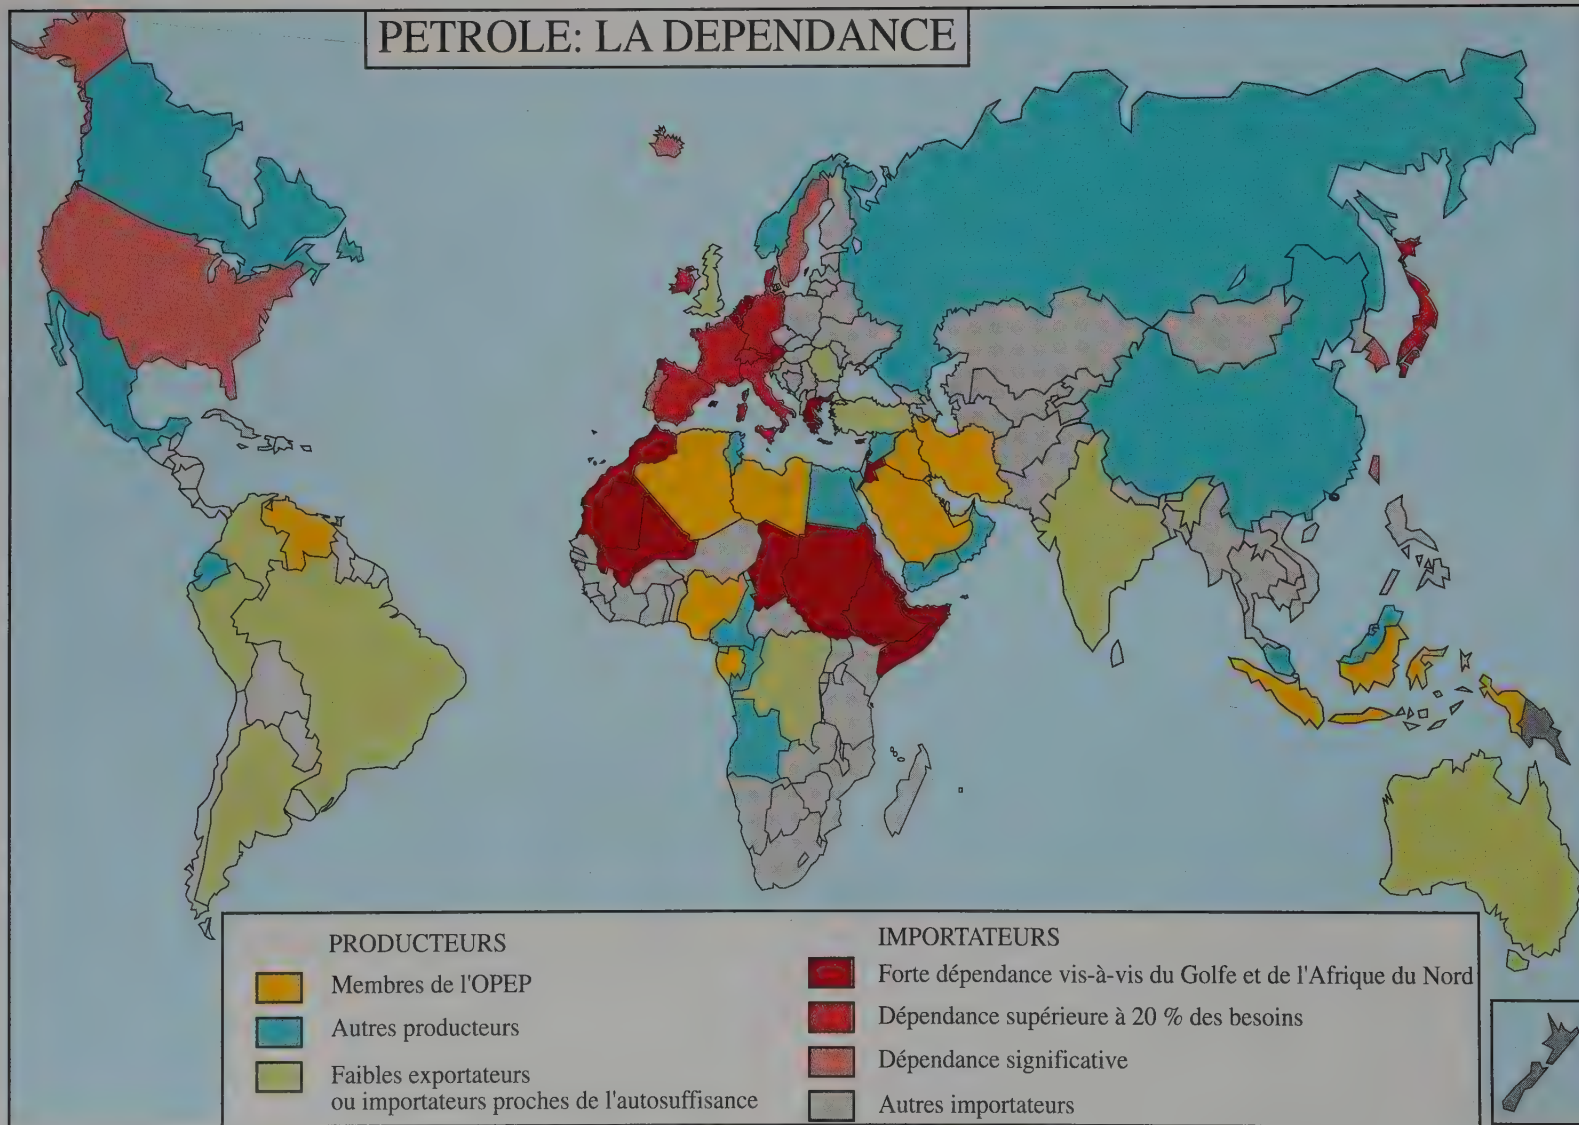 PETROLE: LA DEPENDANCE
PRODUCTEURS
Membres de l'OPEP
Autres producteurs
Faibles exportateurs
ou importateurs proches de l'autosuffisance
IMPORTATEURS
Forte dépendance vis-à-vis du Golfe et de l'Afrique du Nord
Dépendance supérieure à 20 % des besoins
Dépendance significative
Autres importateurs